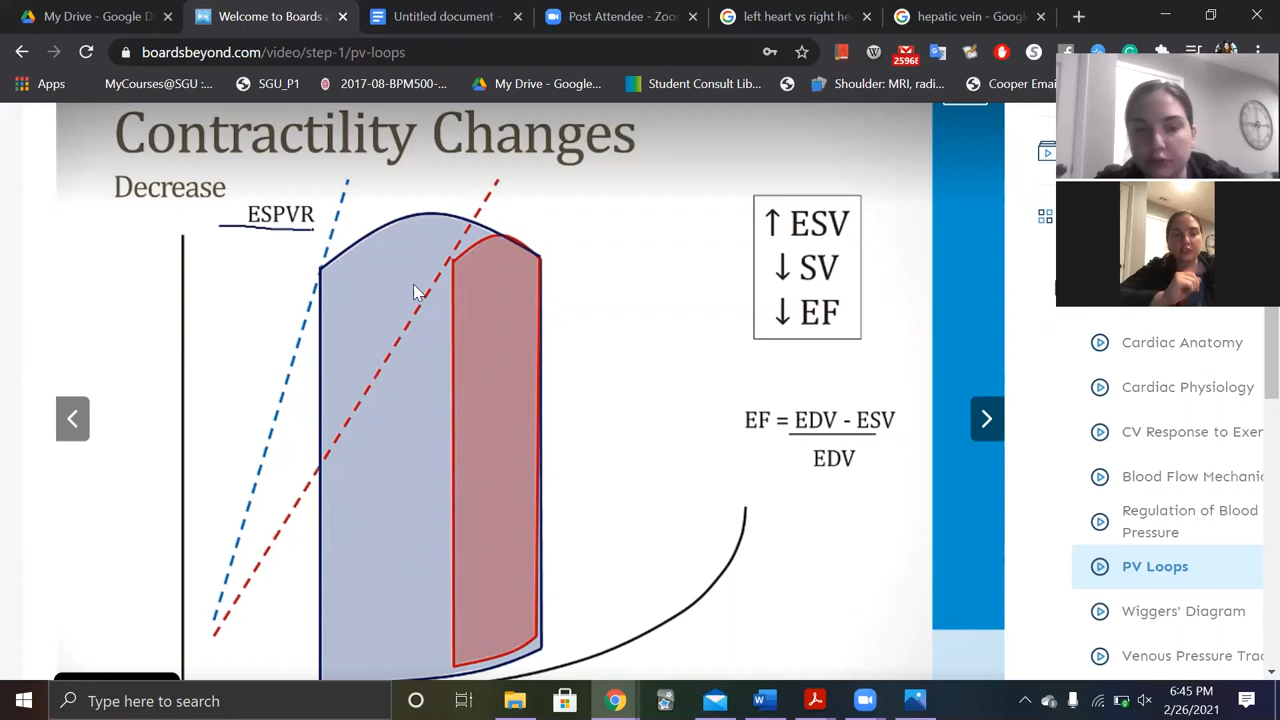 My Drive - Google D
Welcome to Boards a
Untitled document -
Post Attendee - Zoo
left heart vs right he
hepatic vein - Goog
boardsbeyond.com/video/step-1/pv-loops
25968
Apps
MyCourses@SGU :...
SGU_P1
2017-08-BPM500-...
My Drive - Google...
Student Consult Lib...
Shoulder: MRI, radi...
Cooper Email
Contractility Changes
Decrease
ESPVR
↑ ESV
↓ SV
↓ EF
EF = EDV - ESV
EDV
Cardiac Anatomy
Cardiac Physiology
CV Response to Exer
Blood Flow Mechani
Regulation of Blood
Pressure
PV Loops
Wiggers' Diagram
Venous Pressure Tra
Type here to search
6:45 PM
2/26/2021